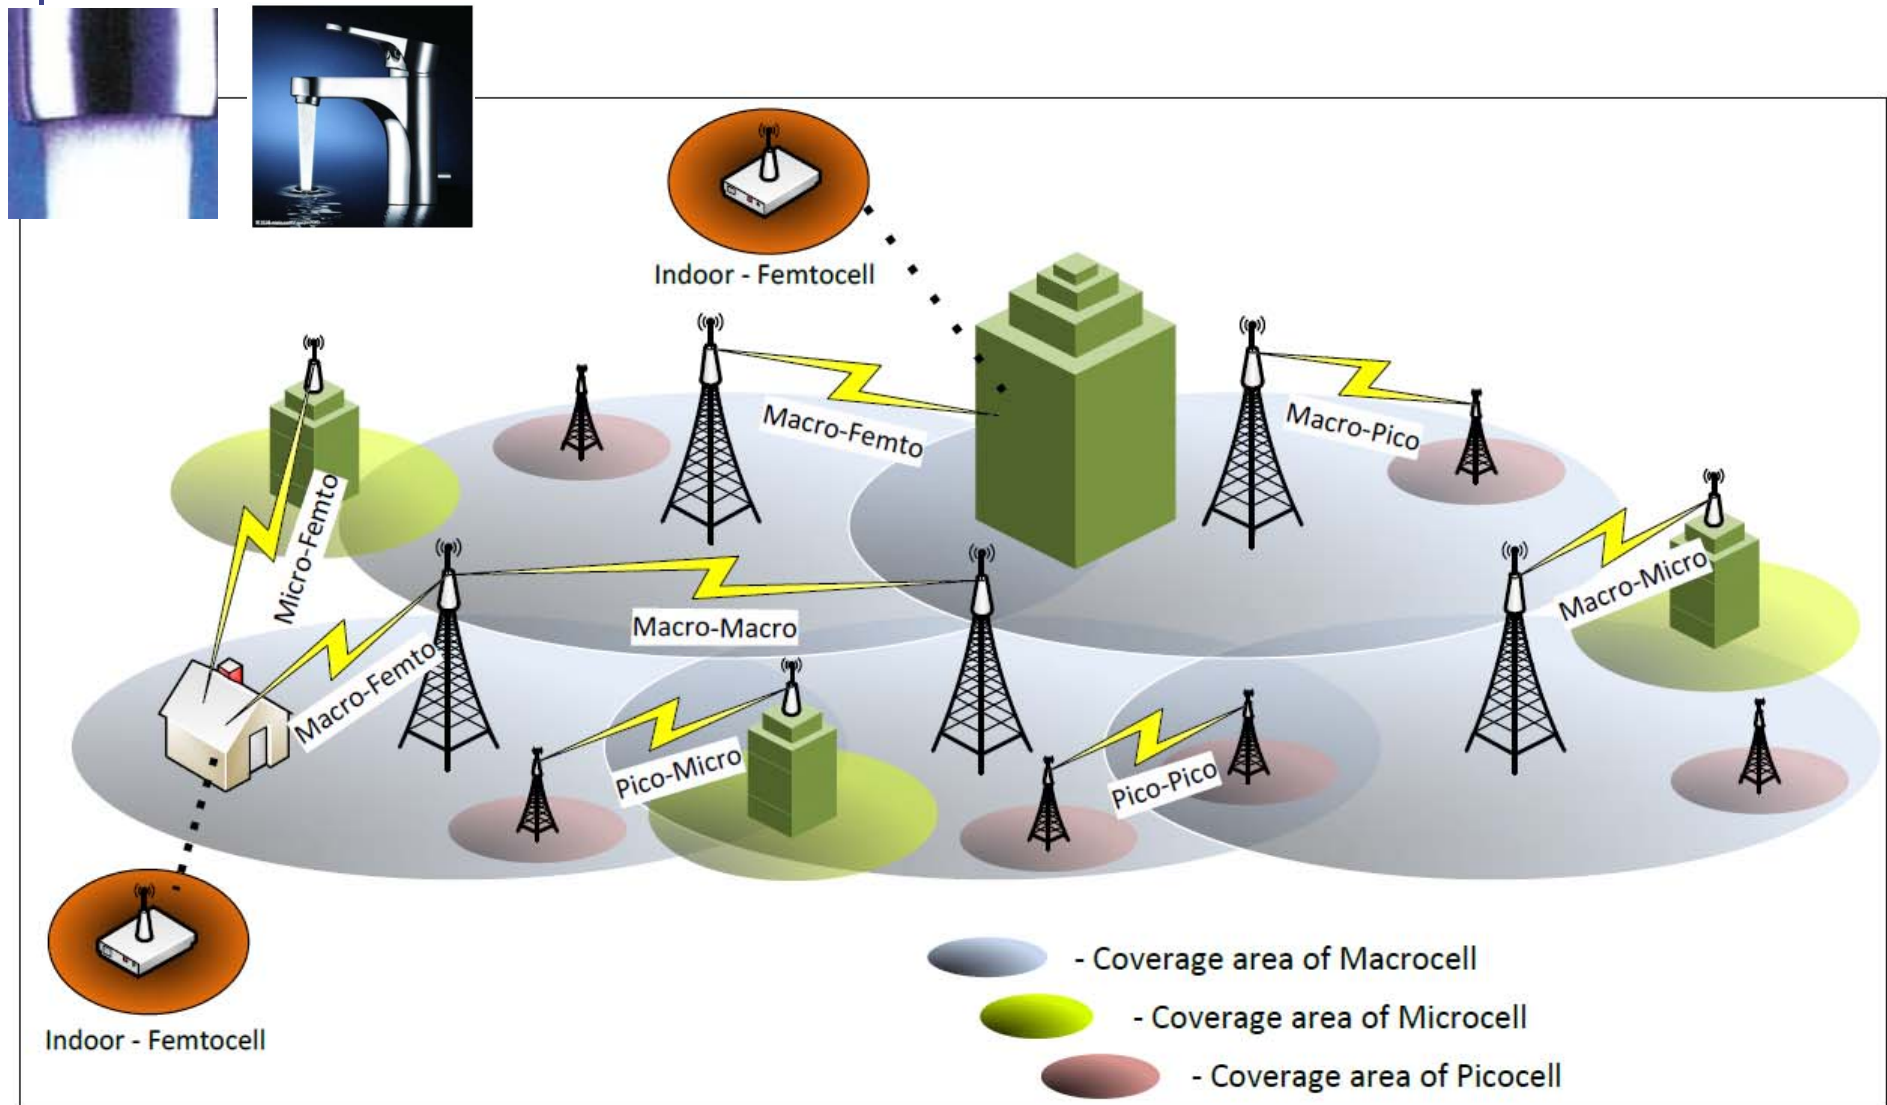 Indoor - Femtocell
Macro-Femto
Macro-Pico
Micro-Femto
Macro-Micro
Macro-Macro
Macro-Femto
Pico-Micro
Pico-Pico
- Coverage area of Macrocell
- Coverage area of Microcell
Indoor - Femtocell
- Coverage area of Picocell